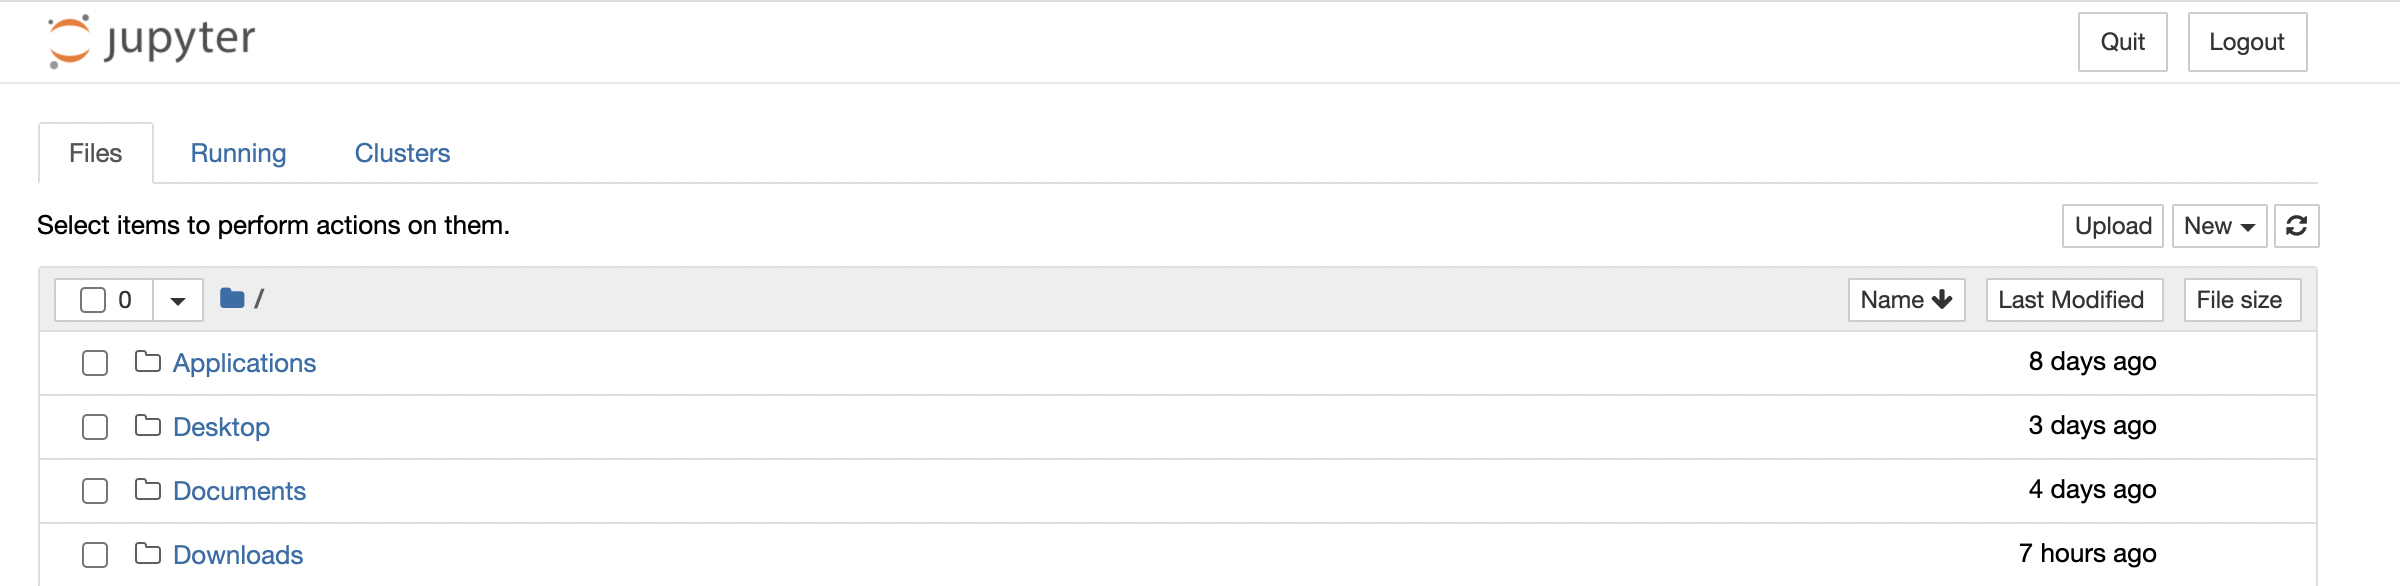 jupyter
Quit Logout
Files Running Clusters
Select items to perform actions on them.
Upload New
0 / Name Last Modified File size
Applications 8 days ago
Desktop 3 days ago
Documents 4 days ago
Downloads 7 hours ago